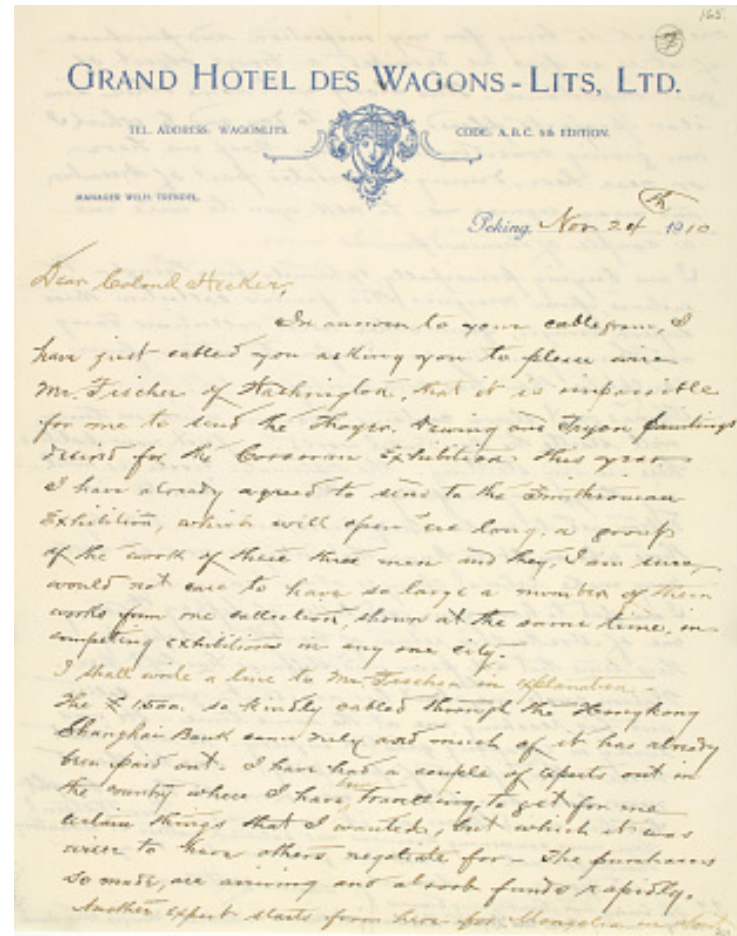 165.
7
GRAND HOTEL DES WAGONS-LITS, LTD.
TEL. ADDRESS: WAGONLITS.
CODE: A.B.C. 5th EDITION.
MANAGER WILH. TRENDEL.
Peking, Nov. 24th 1910.
Dear Colonel Hecker,
In answer to your cablegram, I
have just cabled you asking you to please wire
Mr. Fischer of Washington, that it is impossible
for me to send the Thayer, Dewing and Tryon paintings
desired for the Corcoran Exhibition this year
I have already agreed to send to the Smithsonian
Exhibition, which will open 'ere long, a group
of the work of these three men and they, I am sure,
would not care to have so large a number of their
works from one collection, shown at the same time, in
competing exhibitions in any one city.
I shall write a line to Mr. Fischer in explanation.
The £1500. so kindly cabled through the Hongkong
Shanghai Bank came duly and much of it has already
been paid out. I have had a couple of experts out in
the country where I have been travelling, to get for me
certain things that I wanted, but which it was
wiser to have others negotiate for - The purchases
so made, are arriving and absorb funds rapidly.
Another expert starts from here for Mongolia in